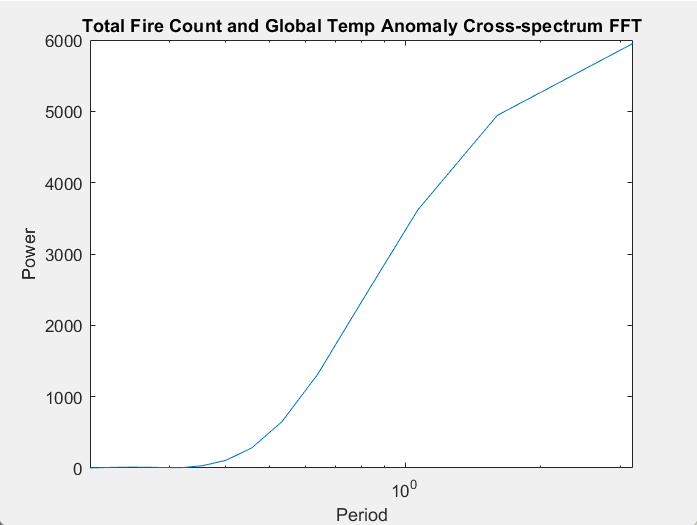 Total Fire Count and Global Temp Anomaly Cross-spectrum FFT
6000
5000
4000
3000
2000
1000
0
Power
10⁰
Period